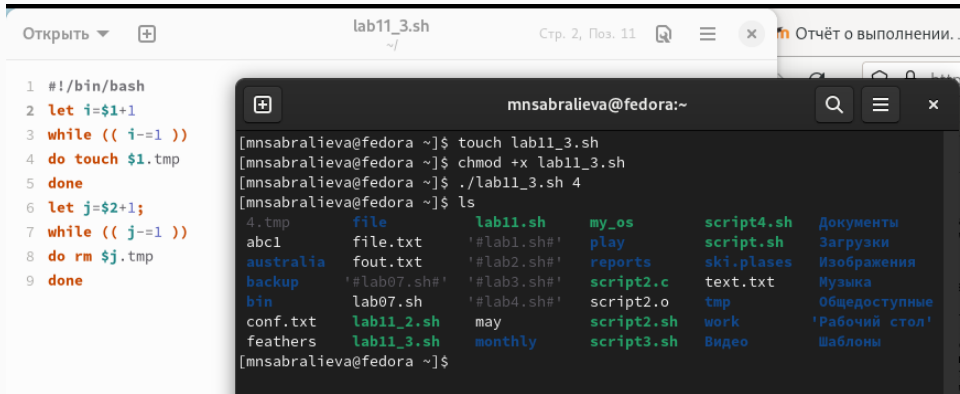 Открыть
lab11_3.sh
~/
Стр. 2, Поз. 11
Отчёт о выполнении.
1 #!/bin/bash
2 let i=$1+1
3 while (( i-=1 ))
4 do touch $1.tmp
5 done
6 let j=$2+1;
7 while (( j-=1 ))
8 do rm $j.tmp
9 done
mnsabralieva@fedora:~
[mnsabralieva@fedora ~]$ touch lab11_3.sh
[mnsabralieva@fedora ~]$ chmod +x lab11_3.sh
[mnsabralieva@fedora ~]$ ./lab11_3.sh 4
[mnsabralieva@fedora ~]$ ls
4.tmp file lab11.sh my_os script4.sh Документы
abc1 file.txt '#lab1.sh#' play script.sh Загрузки
australia fout.txt '#lab2.sh#' reports ski.plases Изображения
backup '#lab07.sh#' '#lab3.sh#' script2.c text.txt Музыка
bin lab07.sh '#lab4.sh#' script2.o tmp Общедоступные
conf.txt lab11_2.sh may script2.sh work 'Рабочий стол'
feathers lab11_3.sh monthly script3.sh Видео Шаблоны
[mnsabralieva@fedora ~]$